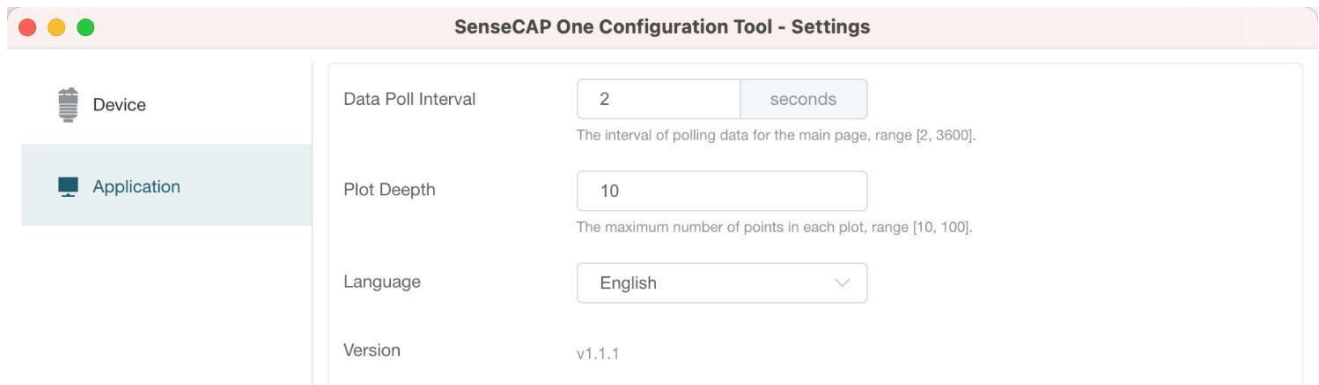 SenseCAP One Configuration Tool - Settings
Device
Application
Data Poll Interval
2 seconds
The interval of polling data for the main page, range [2, 3600].
Plot Deepth
10
The maximum number of points in each plot, range [10, 100].
Language
English
Version
v1.1.1